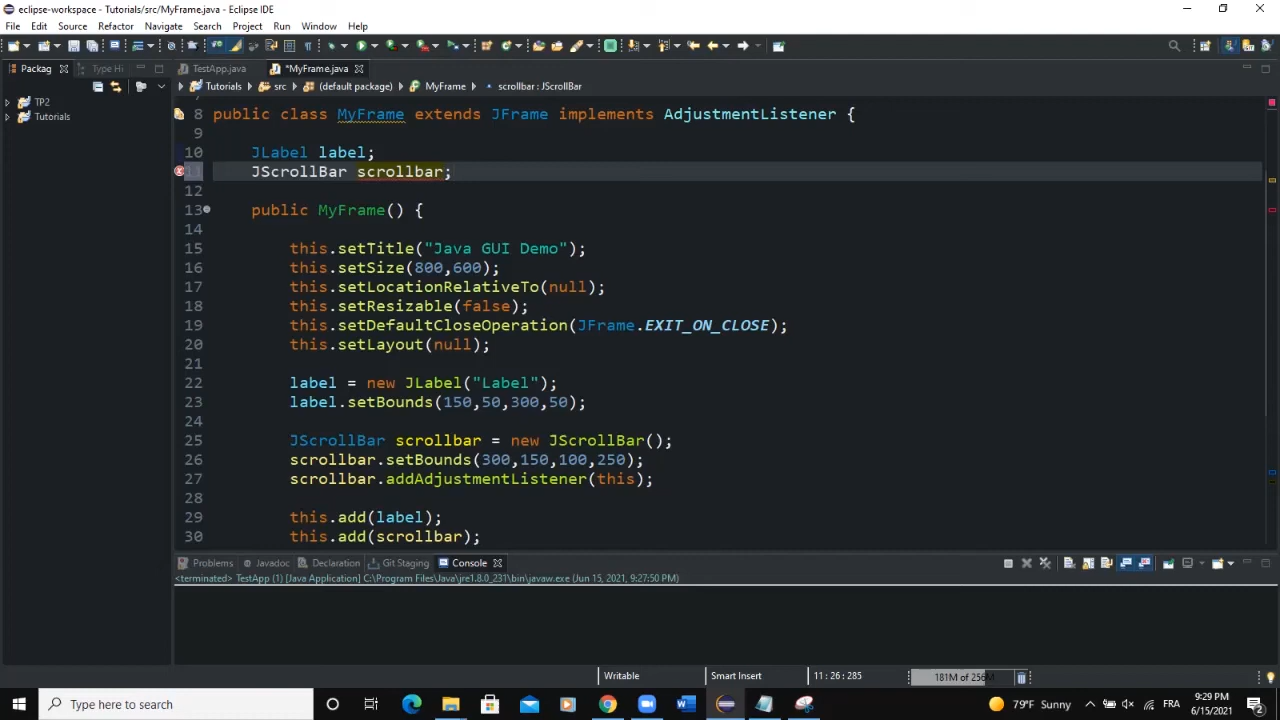 eclipse-workspace - Tutorials/src/MyFrame.java - Eclipse IDE
File Edit Source Refactor Navigate Search Project Run Window Help
Packag Type Hi TestApp.java *MyFrame.java
Tutorials src (default package) MyFrame scrollbar : JScrollBar
TP2
Tutorials
8 public class MyFrame extends JFrame implements AdjustmentListener {
9
10 JLabel label;
11 JScrollBar scrollbar;
12
13 public MyFrame() {
14
15 this.setTitle("Java GUI Demo");
16 this.setSize(800,600);
17 this.setLocationRelativeTo(null);
18 this.setResizable(false);
19 this.setDefaultCloseOperation(JFrame.EXIT_ON_CLOSE);
20 this.setLayout(null);
21
22 label = new JLabel("Label");
23 label.setBounds(150,50,300,50);
24
25 JScrollBar scrollbar = new JScrollBar();
26 scrollbar.setBounds(300,150,100,250);
27 scrollbar.addAdjustmentListener(this);
28
29 this.add(label);
30 this.add(scrollbar);
Problems Javadoc Declaration Git Staging Console
<terminated> TestApp (1) [Java Application] C:\Program Files\Java\jre1.8.0_231\bin\javaw.exe (Jun 15, 2021, 9:27:50 PM)
Writable Smart Insert 11 : 26 : 285 181M of 256M
Type here to search 79°F Sunny FRA 9:29 PM
6/15/2021 2